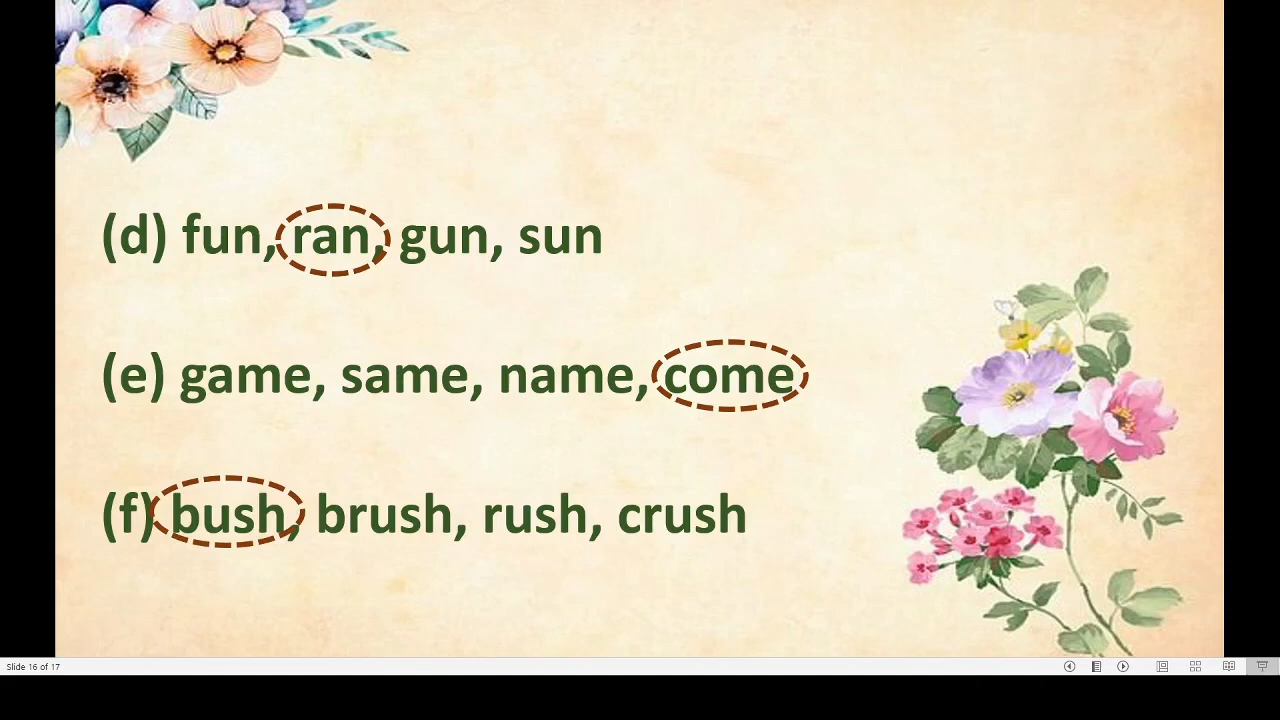 (d) fun, ran, gun, sun
(e) game, same, name, come
(f) bush, brush, rush, crush
Slide 16 of 17